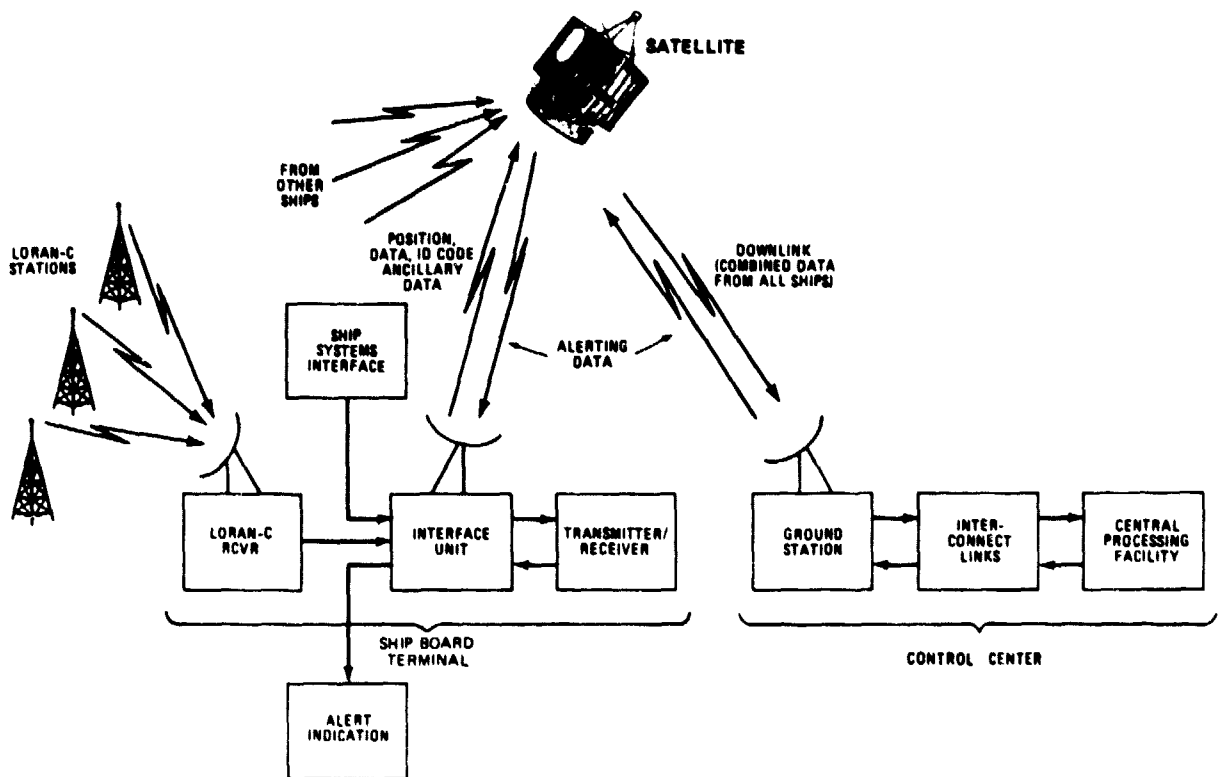 SATELLITE
FROM
OTHER
SHIPS
LORAN-C
STATIONS
POSITION,
DATA, ID CODE
ANCILLARY
DATA
DOWNLINK
(COMBINED DATA
FROM ALL SHIPS)
SHIP
SYSTEMS
INTERFACE
ALERTING
DATA
LORAN-C
RCVR
INTERFACE
UNIT
TRANSMITTER/
RECEIVER
GROUND
STATION
INTER-
CONNECT
LINKS
CENTRAL
PROCESSING
FACILITY
SHIP BOARD
TERMINAL
CONTROL CENTER
ALERT
INDICATION